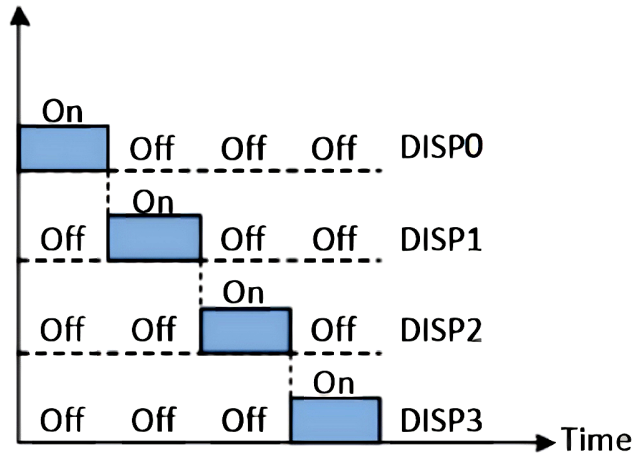 On
Off Off Off DISP0
On
Off Off Off DISP1
On
Off Off Off DISP2
On
Off Off Off DISP3
Time